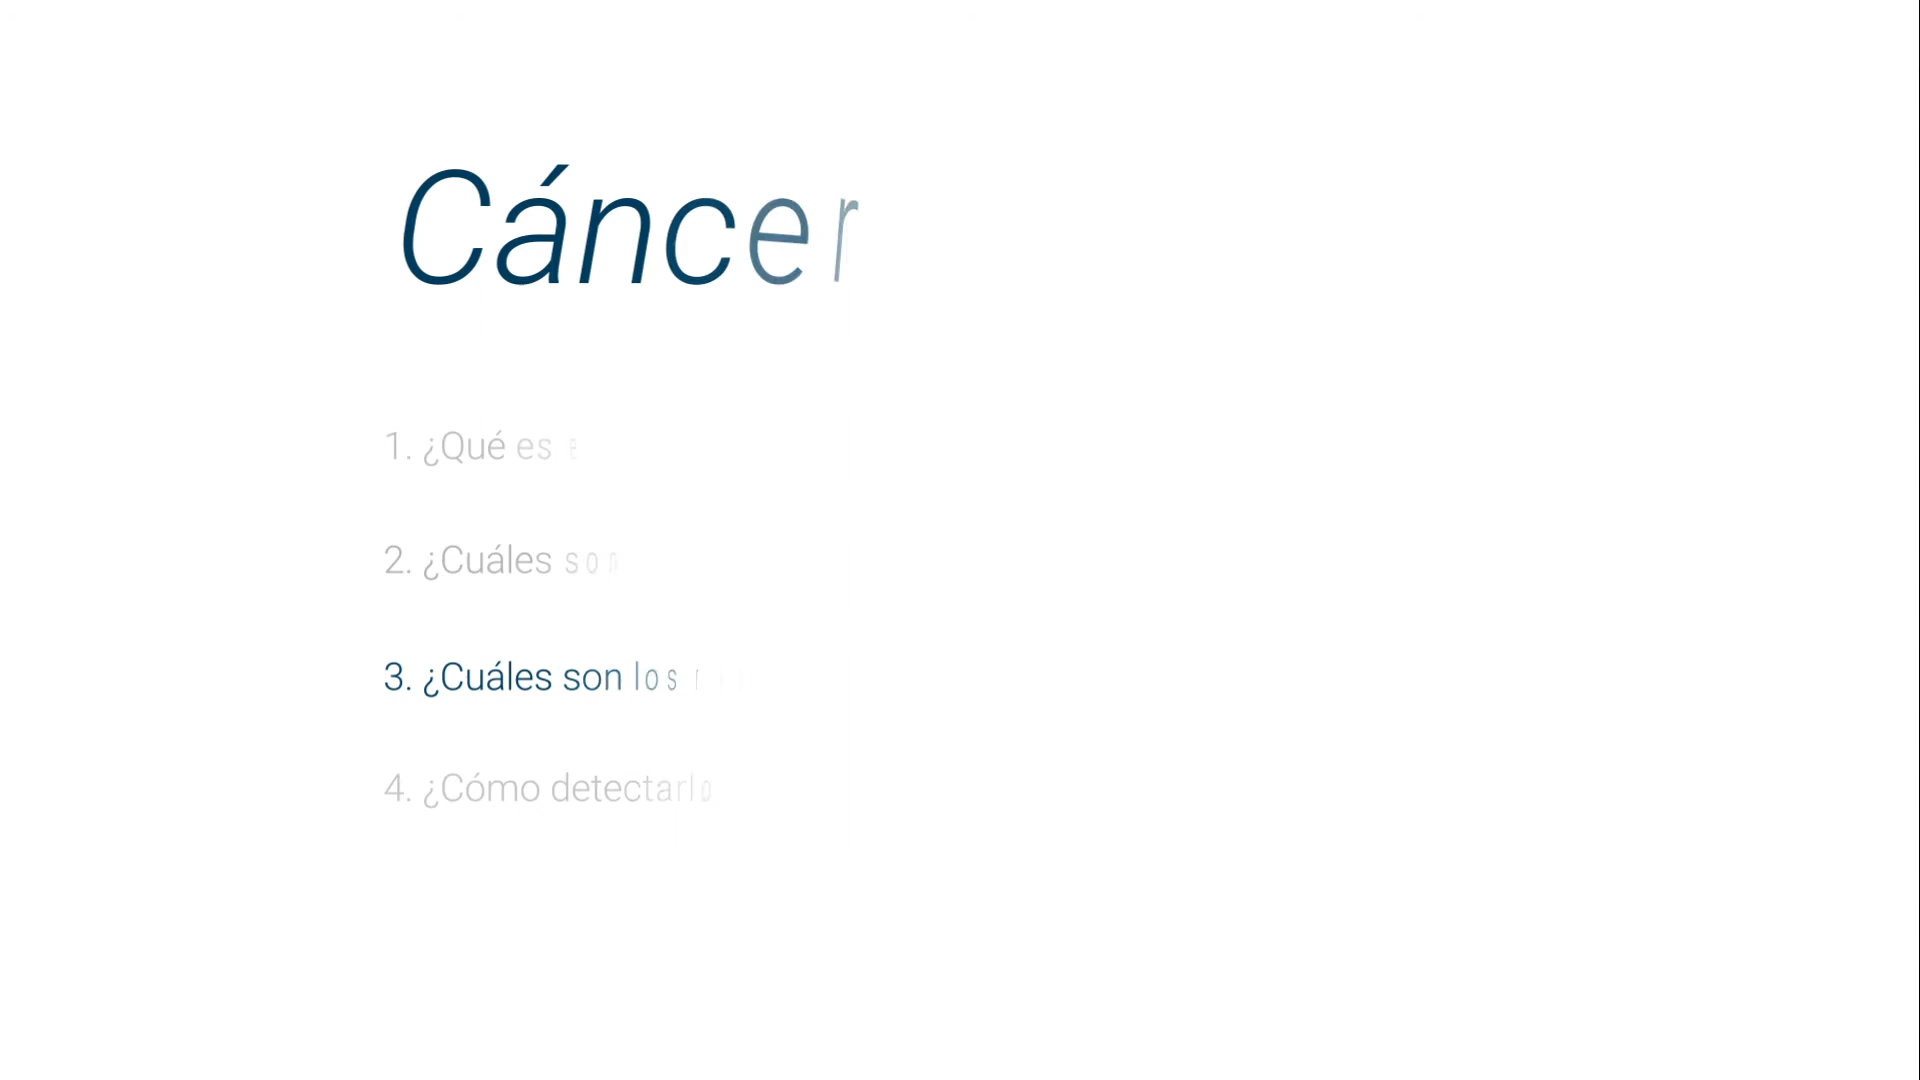 Cáncer
1. ¿Qué es
2. ¿Cuáles son
3. ¿Cuáles son los
4. ¿Cómo detectarlo